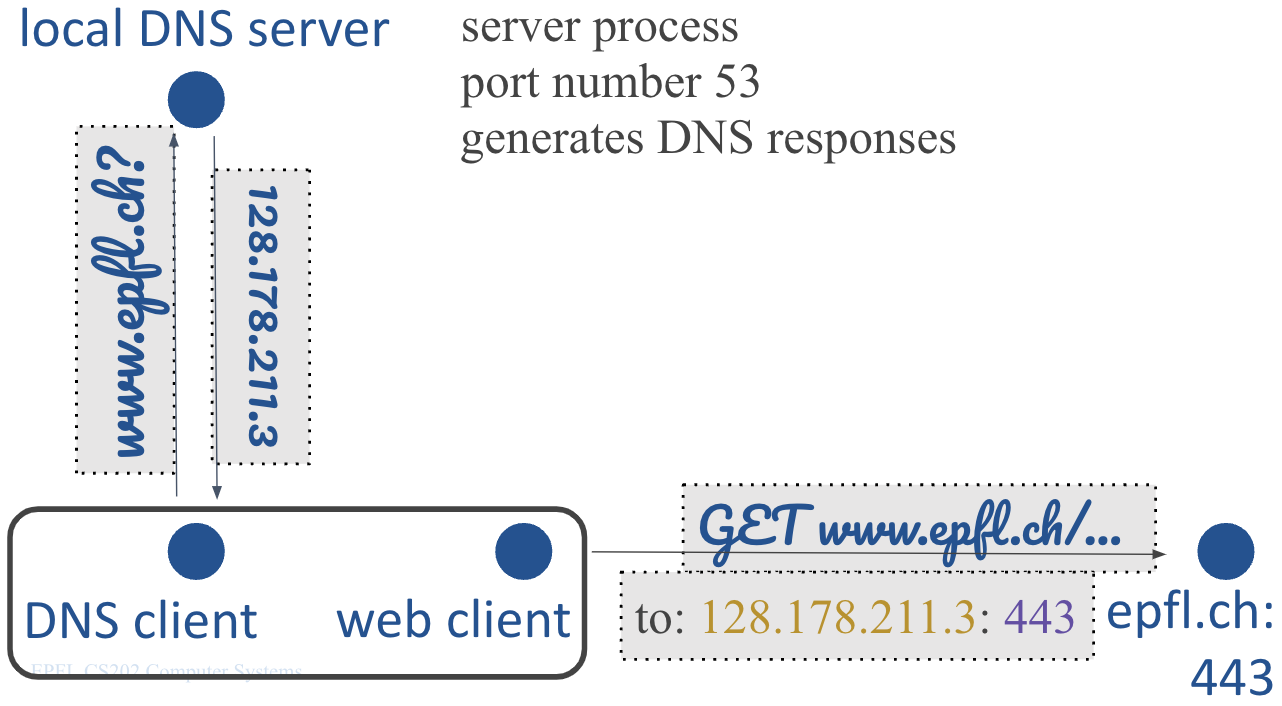 local DNS server
server process
port number 53
generates DNS responses
www.epfl.ch?
128.178.211.3
GET www.epfl.ch/...
to: 128.178.211.3: 443
DNS client
web client
epfl.ch:
443
EPFL CS202 Computer Systems